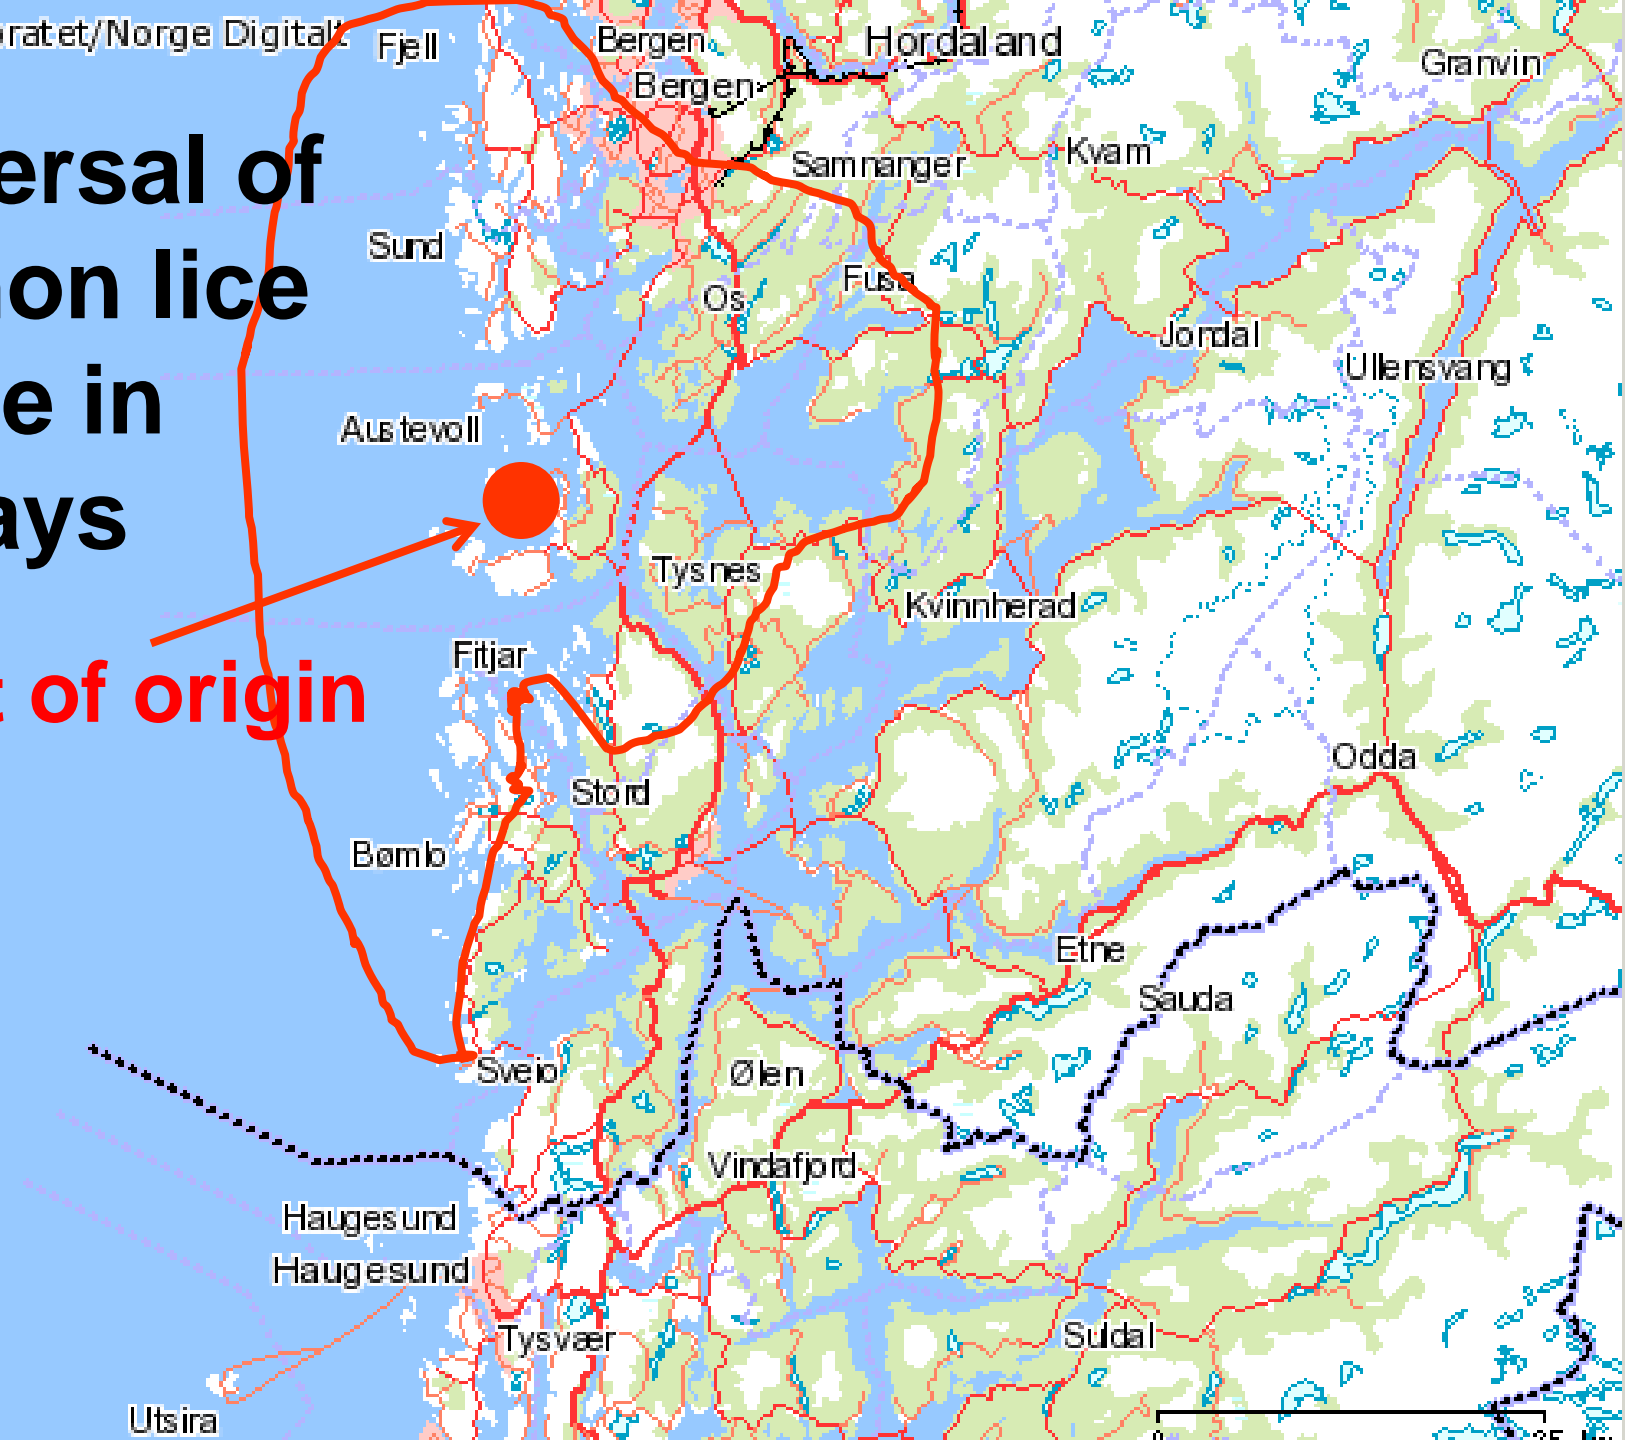 ratet/Norge Digitalt
Fjell
Bergen
Hordaland
Granvin
Bergen
ersal of
Samnanger
Kvam
Sund
on lice
Fusa
Os
Jondal
Ullensvang
e in
Austevoll
ays
Tysnes
Kvinnherad
Fitjar
t of origin
Odda
Stord
Bømlo
Etne
Sauda
Sveio
Ølen
Vindafjord
Haugesund
Haugesund
Tysvær
Suldal
Utsira